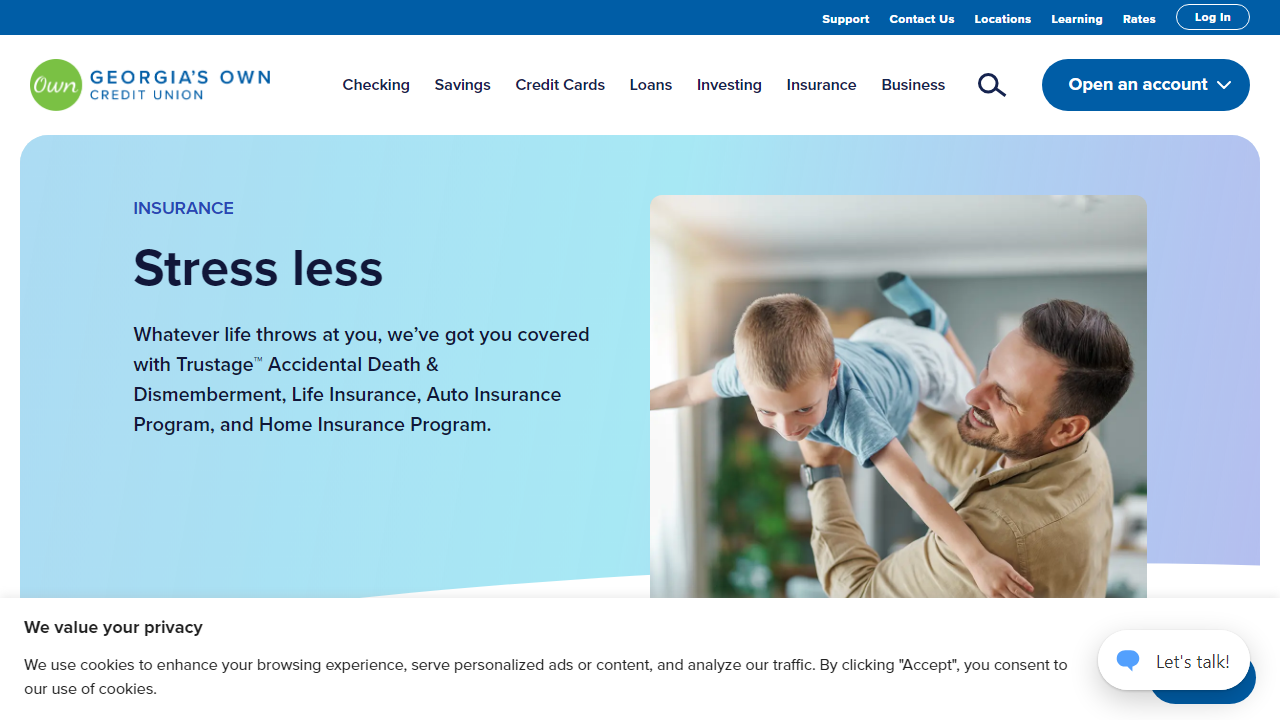 Support Contact Us Locations Learning Rates Log In
Own GEORGIA'S OWN
CREDIT UNION
Checking Savings Credit Cards Loans Investing Insurance Business Open an account
INSURANCE
Stress less
Whatever life throws at you, we've got you covered
with Trustage™ Accidental Death &
Dismemberment, Life Insurance, Auto Insurance
Program, and Home Insurance Program.
We value your privacy
We use cookies to enhance your browsing experience, serve personalized ads or content, and analyze our traffic. By clicking "Accept", you consent to
our use of cookies.
Let's talk!